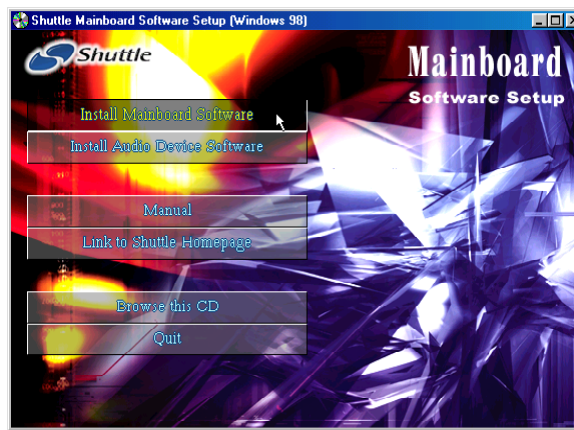 Shuttle Mainboard Software Setup (Windows 98)
Shuttle
Mainboard
Software Setup
Install Mainboard Software
Install Audio Device Software
Manual
Link to Shuttle Homepage
Browse this CD
Quit